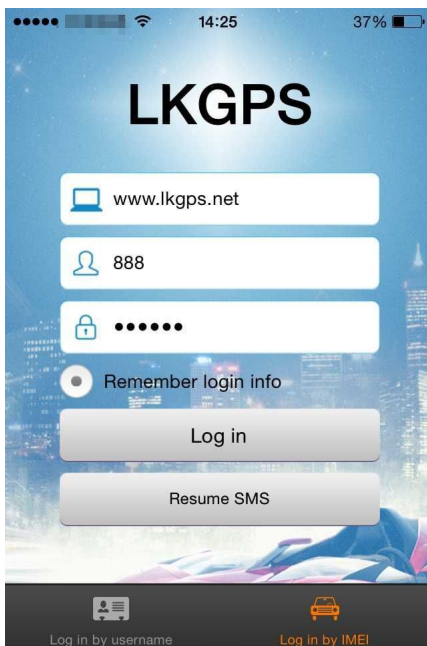 14:25
37%
LKGPS
www.lkgps.net
888
••••••
Remember login info
Log in
Resume SMS
Log in by username
Log in by IMEI